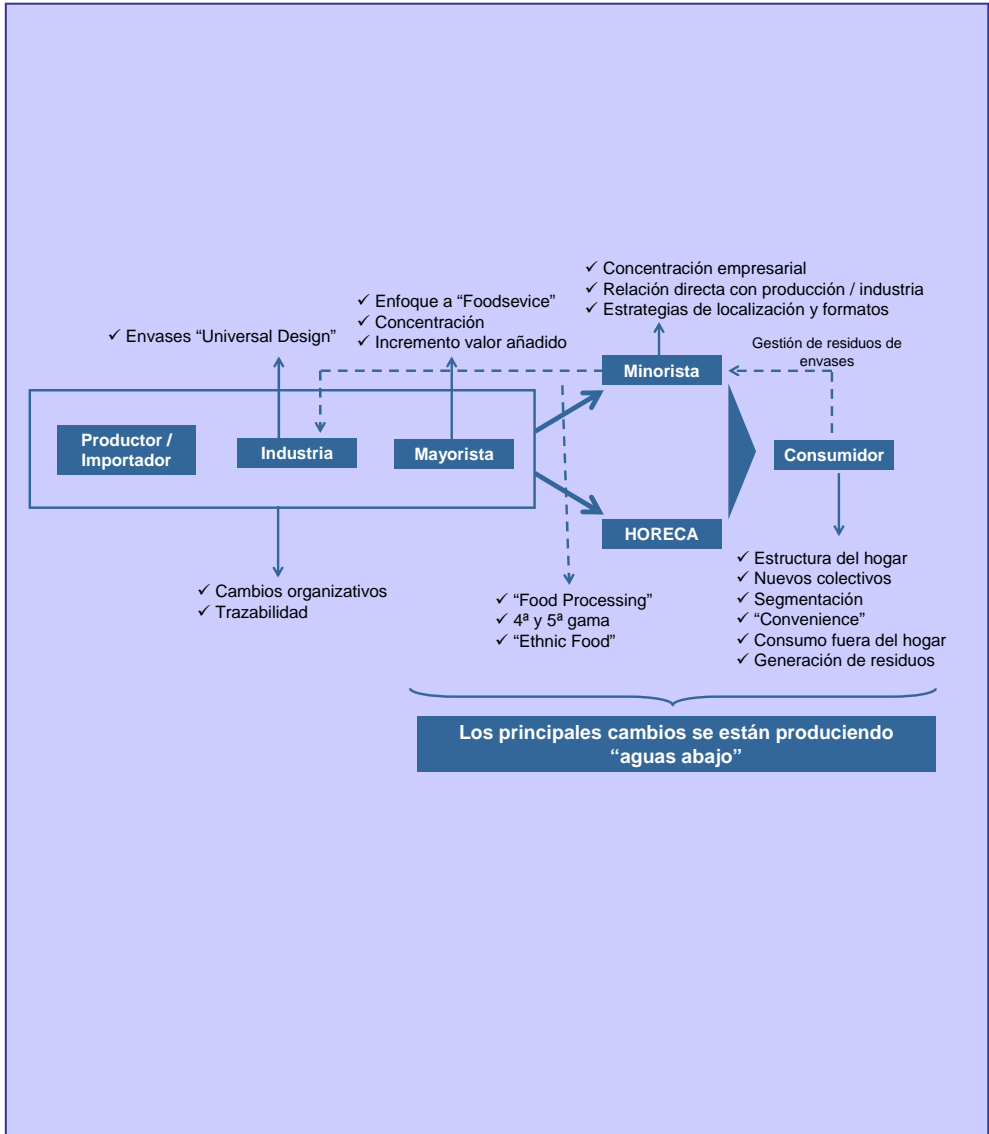 ✓ Concentración empresarial
✓ Relación directa con producción / industria
✓ Estrategias de localización y formatos
✓ Enfoque a “Foodsevice”
✓ Concentración
✓ Incremento valor añadido
✓ Envases “Universal Design”
Gestión de residuos de
envases
Minorista
Productor /
Importador
Industria
Mayorista
Consumidor
HORECA
✓ Cambios organizativos
✓ Trazabilidad
✓ “Food Processing”
✓ 4ª y 5ª gama
✓ “Ethnic Food”
✓ Estructura del hogar
✓ Nuevos colectivos
✓ Segmentación
✓ “Convenience”
✓ Consumo fuera del hogar
✓ Generación de residuos
Los principales cambios se están produciendo
“aguas abajo”